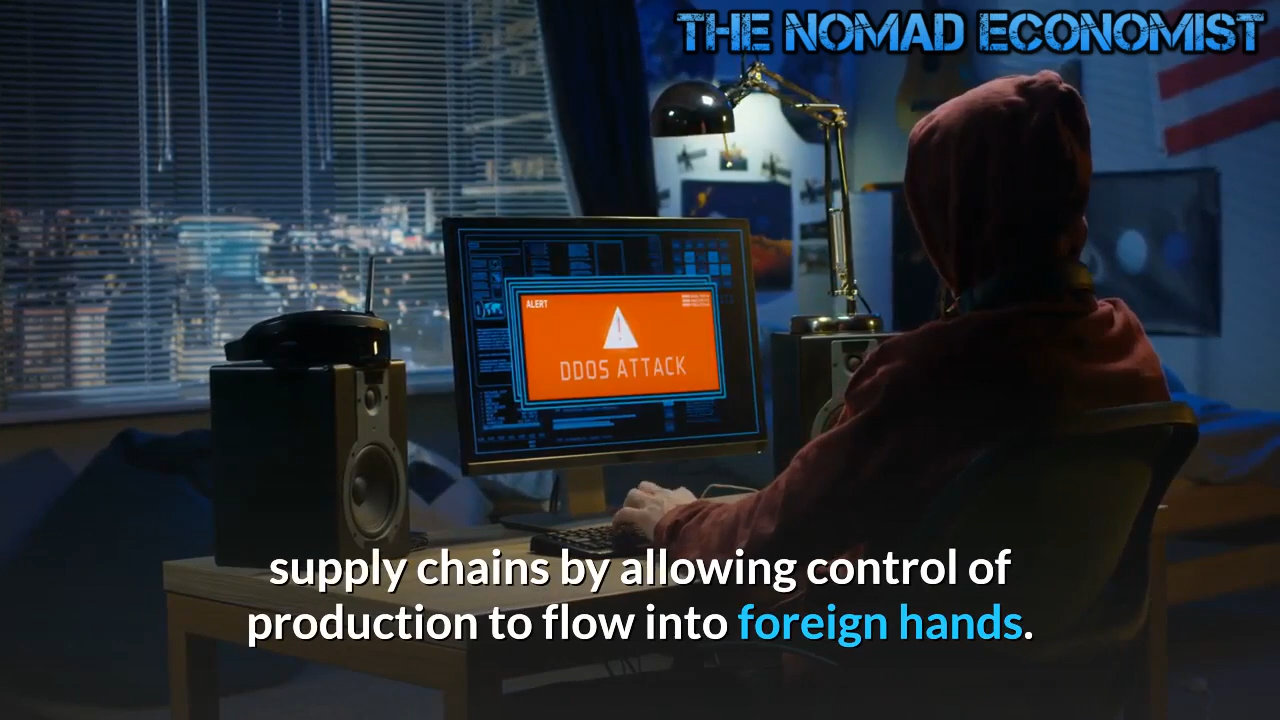 THE NOMAD ECONOMIST
ALERT
DDOS ATTACK
supply chains by allowing control of
production to flow into foreign hands.